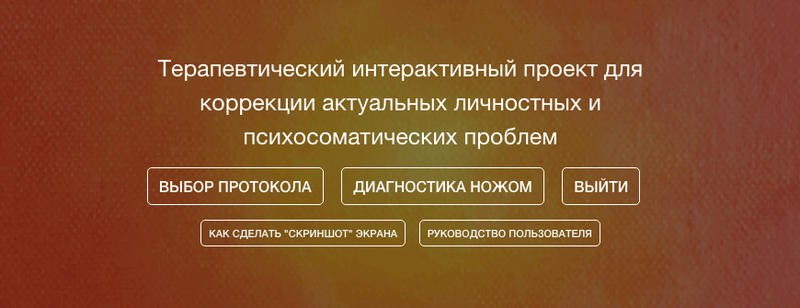 Терапевтический интерактивный проект для
коррекции актуальных личностных и
психосоматических проблем
ВЫБОР ПРОТОКОЛА ДИАГНОСТИКА НОЖОМ ВЫЙТИ
КАК СДЕЛАТЬ "СКРИНШОТ" ЭКРАНА РУКОВОДСТВО ПОЛЬЗОВАТЕЛЯ